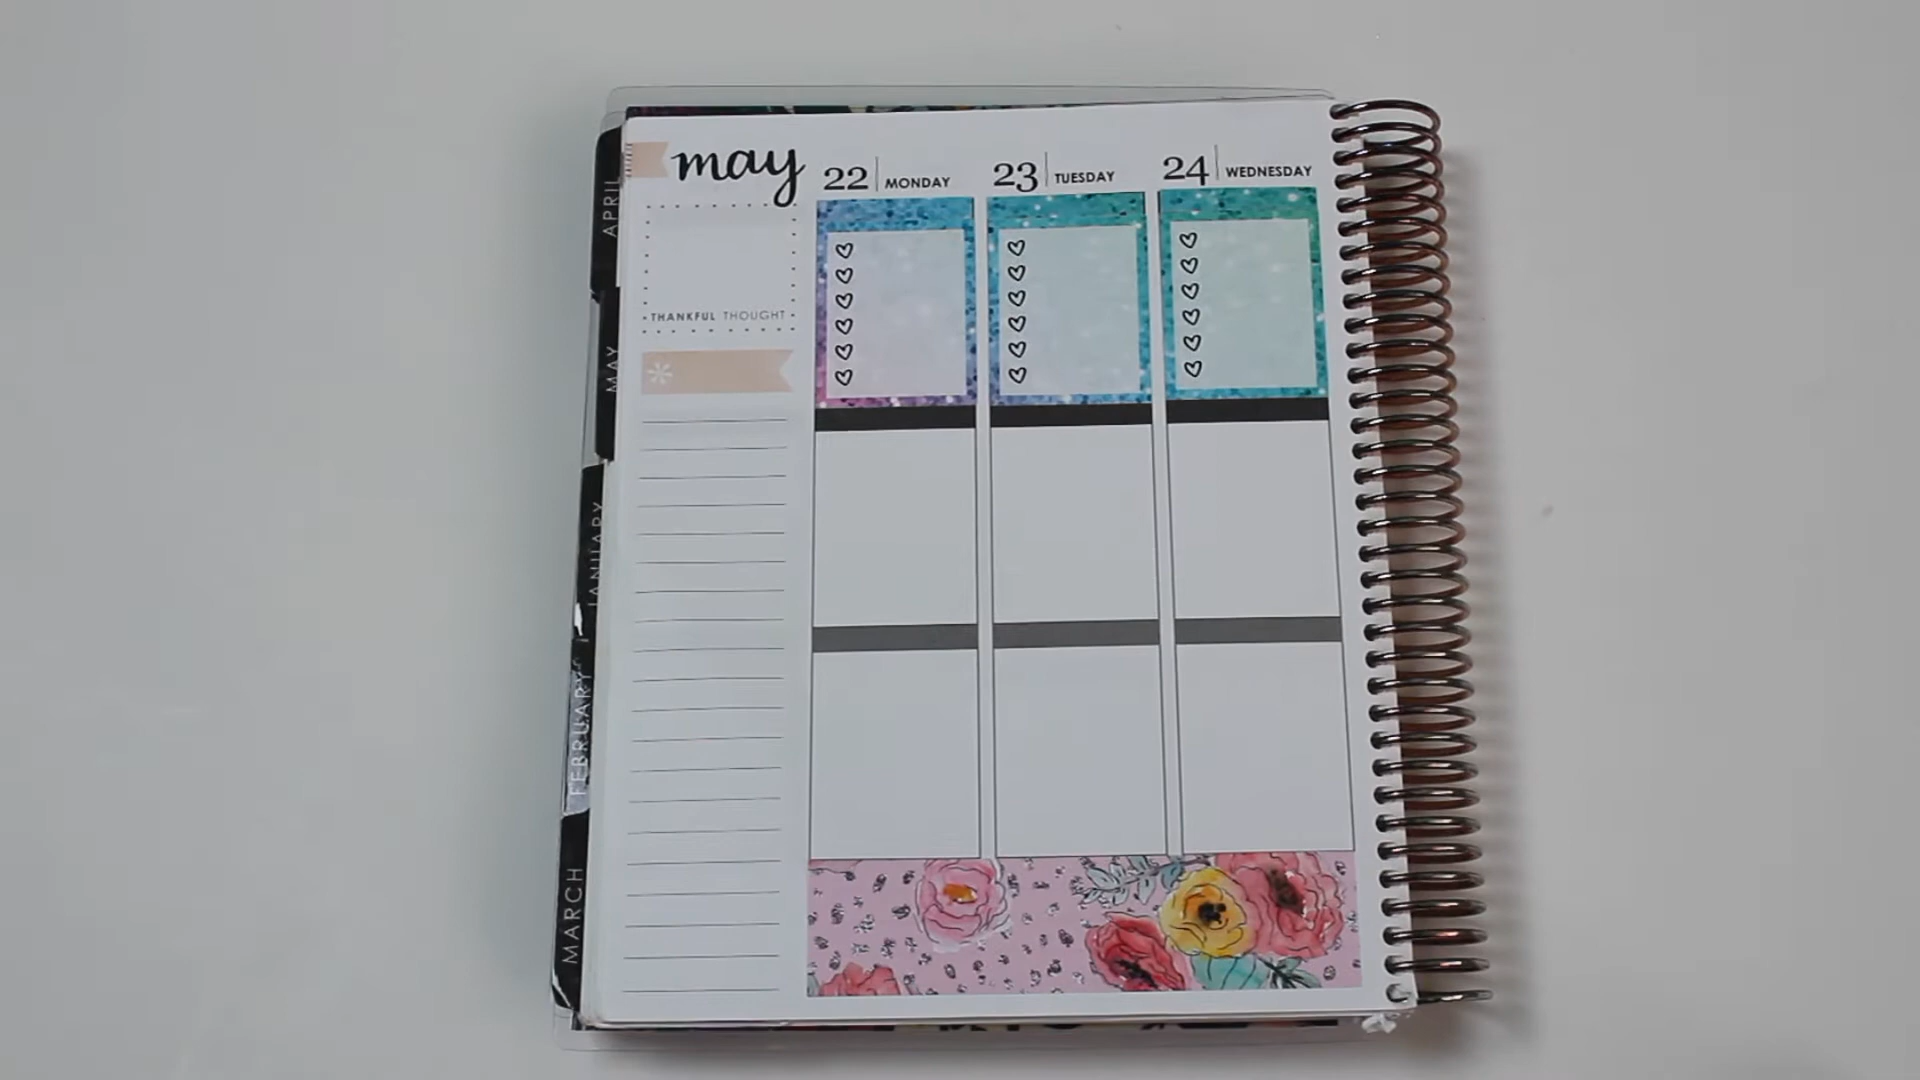 may
22 MONDAY
23 TUESDAY
24 WEDNESDAY
THANKFUL THOUGHT
APRIL
MAY
JANUARY
FEBRUARY
MARCH